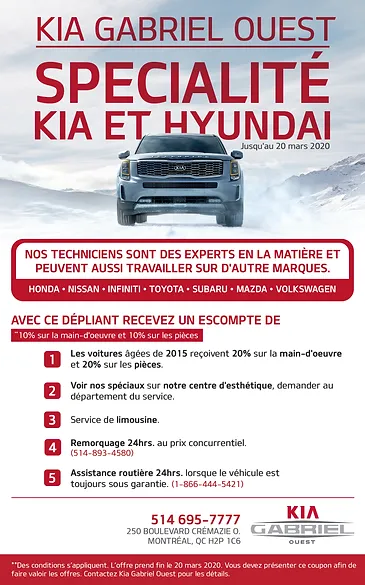 KIA GABRIEL OUEST
SPECIALITÉ
KIA ET HYUNDAI
Jusqu'au 20 mars 2020
KIA
NOS TECHNICIENS SONT DES EXPERTS EN LA MATIÈRE ET
PEUVENT AUSSI TRAVAILLER SUR D'AUTRE MARQUES.
HONDA • NISSAN • INFINITI • TOYOTA • SUBARU • MAZDA • VOLKSWAGEN
AVEC CE DÉPLIANT RECEVEZ UN ESCOMPTE DE
**10% sur la main-d'oeuvre et 10% sur les pièces
1 Les voitures âgées de 2015 reçoivent 20% sur la main-d'oeuvre
et 20% sur les pièces.
2 Voir nos spéciaux sur notre centre d'esthétique, demander au
département du service.
3 Service de limousine.
4 Remorquage 24hrs. au prix concurentiel.
(514-893-4580)
5 Assistance routière 24hrs. lorsque le véhicule est
toujours sous garantie. (1-866-444-5421)
514 695-7777
250 BOULEVARD CRÉMAZIE O.
MONTRÉAL, QC H2P 1C6
KIA
GABRIEL
OUEST
**Des conditions s'appliquent. L'offre prend fin le 20 mars 2020. Vous devez présenter ce coupon afin de
faire valoir les offres. Contactez Kia Gabriel Ouest pour les détails.